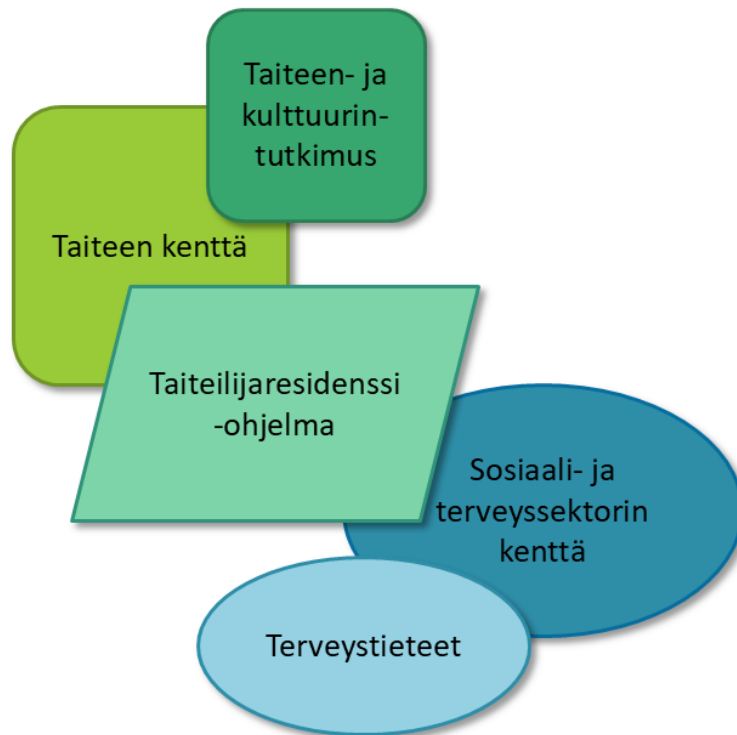 Taiteen- ja
kulttuurin-
tutkimus
Taiteen kenttä
Taiteilijaresidenssi
-ohjelma
Sosiaali- ja
terveyssektorin
kenttä
Terveystieteet